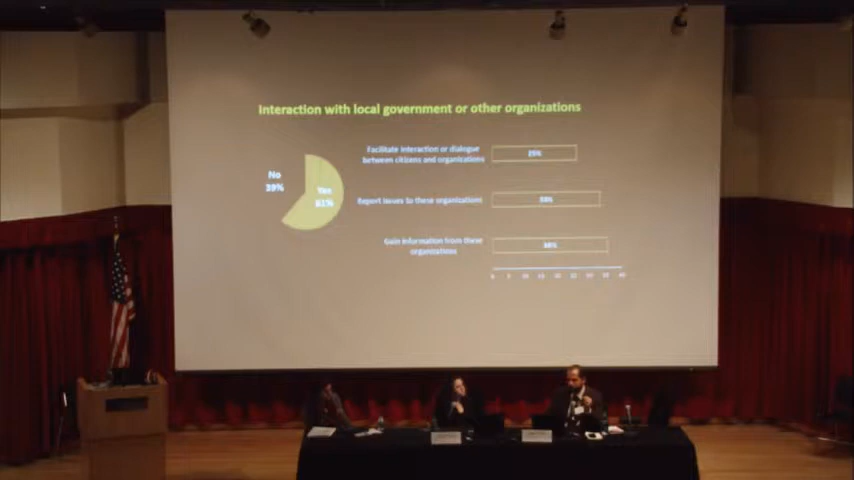 Interaction with local government or other organizations
No
39%
Yes
61%
Facilitate interaction or dialogue
between citizens and organizations
Report issues to these organizations
Gain information from these
organizations